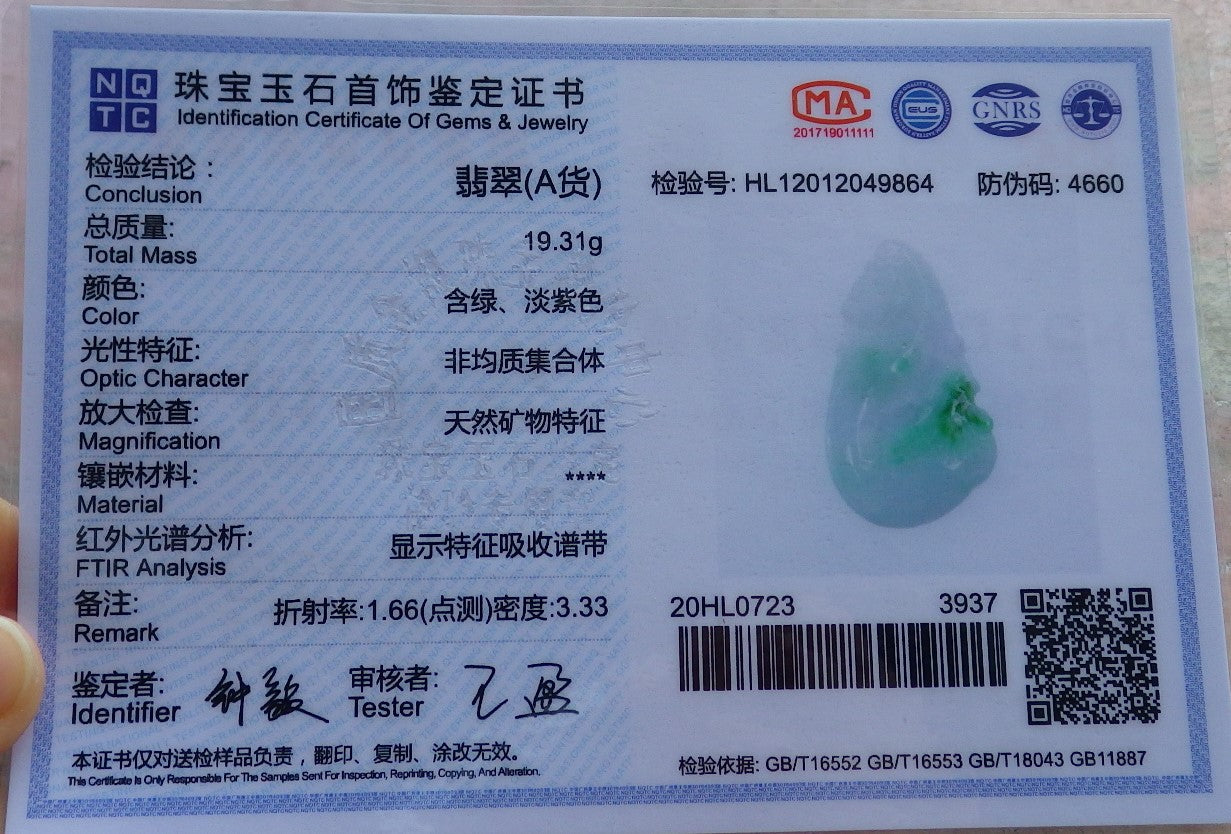 NQ
TC
珠宝玉石首饰鉴定证书
Identification Certificate Of Gems & Jewelry
MA
201719011111
GNRS
检验结论:
Conclusion
翡翠(A货)
检验号: HL12012049864
防伪码: 4660
总质量:
Total Mass
19.31g
颜色:
Color
含绿、淡紫色
光性特征:
Optic Character
非均质集合体
放大检查:
Magnification
天然矿物特征
镶嵌材料:
Material
****
红外光谱分析:
FTIR Analysis
显示特征吸收谱带
备注:
Remark
折射率:1.66(点测)密度:3.33
20HL0723
3937
鉴定者:
Identifier
审核者:
Tester
本证书仅对送检样品负责，翻印、复制、涂改无效。
This Certificate Is Only Responsible For The Samples Sent For Inspection, Reprinting, Copying, And Alteration.
检验依据: GB/T16552 GB/T16553 GB/T18043 GB11887